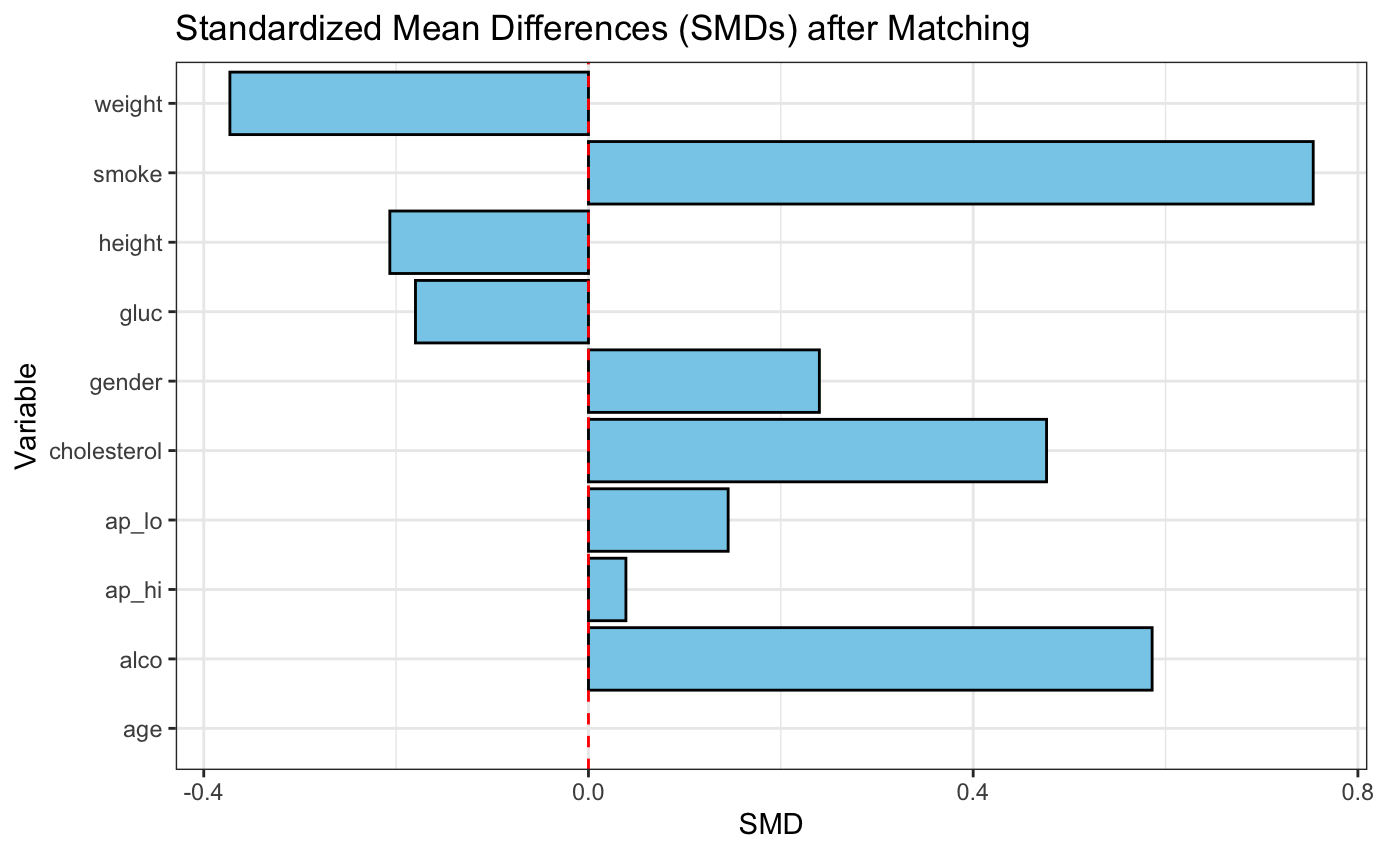 Standardized Mean Differences (SMDs) after Matching
weight
smoke
height
gluc
gender
cholesterol
ap_lo
ap_hi
alco
age
Variable
-0.4 0.0 0.4 0.8
SMD